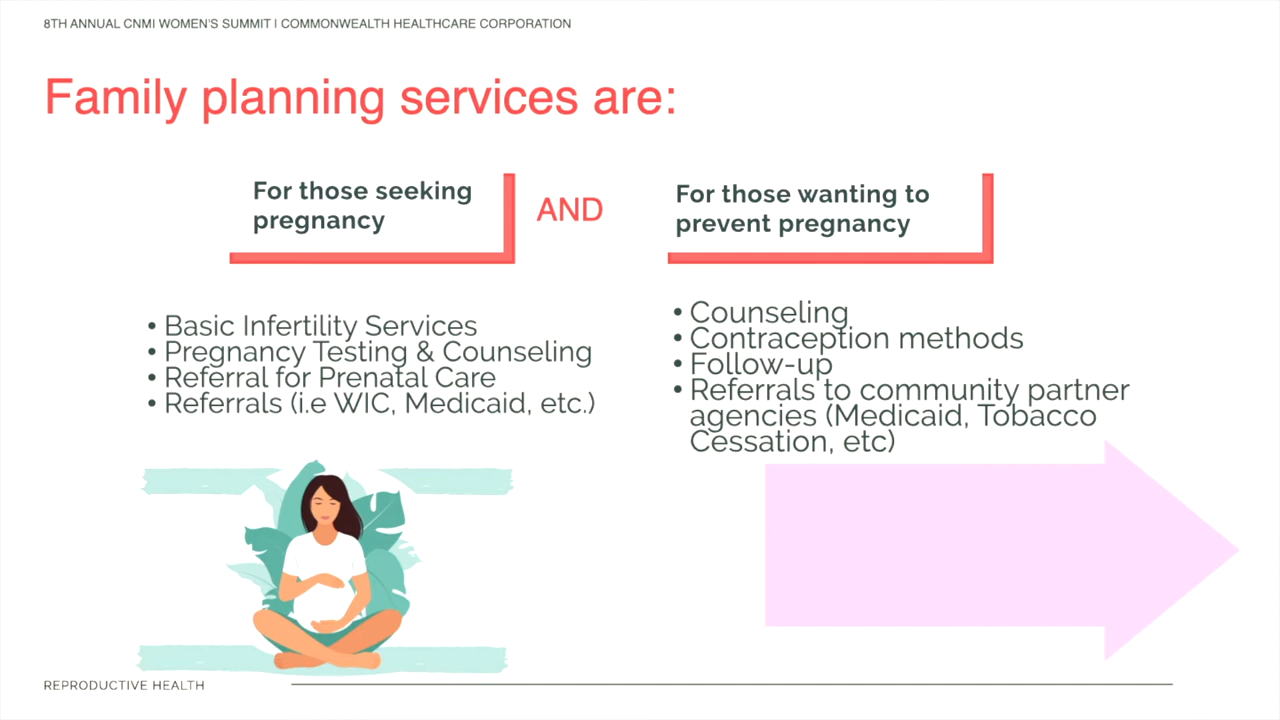 8TH ANNUAL CNMI WOMEN'S SUMMIT | COMMONWEALTH HEALTHCARE CORPORATION
Family planning services are:
For those seeking
pregnancy
AND
For those wanting to
prevent pregnancy
• Basic Infertility Services
• Pregnancy Testing & Counseling
• Referral for Prenatal Care
• Referrals (i.e WIC, Medicaid, etc.)
• Counseling
• Contraception methods
• Follow-up
• Referrals to community partner
agencies (Medicaid, Tobacco
Cessation, etc)
REPRODUCTIVE HEALTH